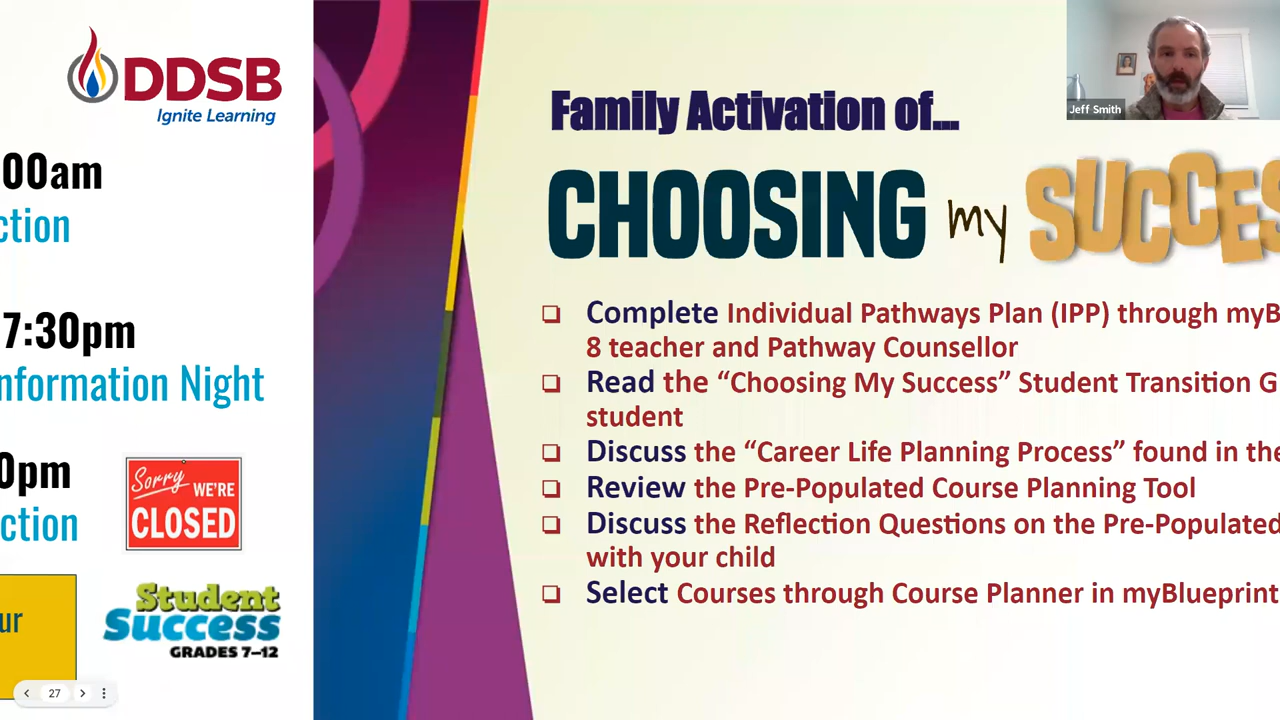 DDSB
Ignite Learning
00am
ction
7:30pm
nformation Night
0pm
ction
Sorry
WE'RE
CLOSED
ur
Student
Success
GRADES 7–12
27
Family Activation of...
CHOOSING my SUCCES
Complete Individual Pathways Plan (IPP) through myB
8 teacher and Pathway Counsellor
Read the “Choosing My Success” Student Transition G
student
Discuss the “Career Life Planning Process” found in the
Review the Pre-Populated Course Planning Tool
Discuss the Reflection Questions on the Pre-Populated
with your child
Select Courses through Course Planner in myBlueprint
Jeff Smith